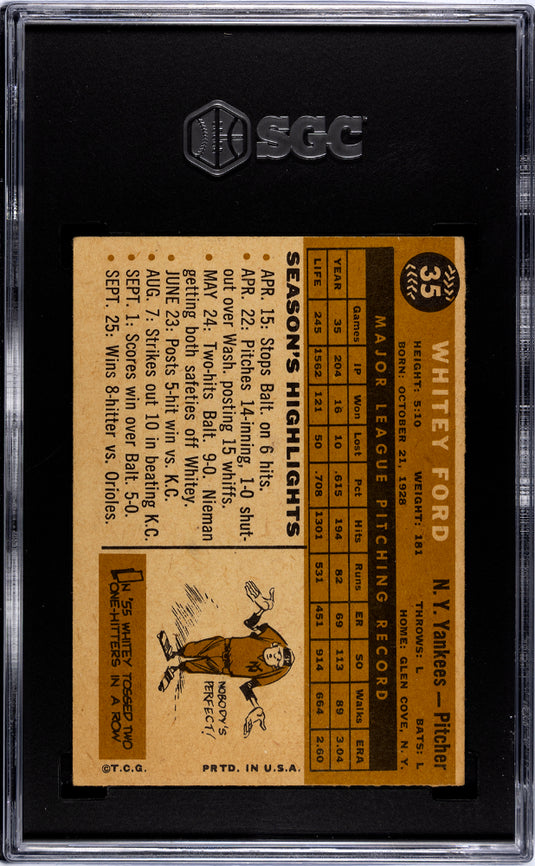 SGC
35
WHITEY FORD N. Y. Yankees — Pitcher
HEIGHT: 5:10 WEIGHT: 181 THROWS: L BATS: L
BORN: OCTOBER 21, 1928 HOME: GLEN COVE, N. Y.
MAJOR LEAGUE PITCHING RECORD
Games IP Won Lost Pct Hits Runs ER SO Walks ERA
YEAR 35 204 16 10 .615 194 82 69 113 89 3.04
LIFE 245 1562 121 50 .708 1301 531 451 914 664 2.60
SEASON'S HIGHLIGHTS
• APR. 15: Stops Balt. on 6 hits.
• APR. 22: Pitches 14-inning, 1-0 shut-
out over Wash. posting 15 whiffs.
• MAY 24: Two-hits Balt. 9-0. Nieman
getting both safeties off Whitey.
• JUNE 23: Posts 5-hit win vs. K.C.
• AUG. 7: Strikes out 10 in beating K.C.
• SEPT. 1: Scores win over Balt. 5-0.
• SEPT. 25: Wins 8-hitter vs. Orioles.
NY
NOBODY'S
PERFECT!
IN '55 WHITEY TOSSED TWO
ONE-HITTERS IN A ROW.
©T.C.G. PRTD. IN U.S.A.